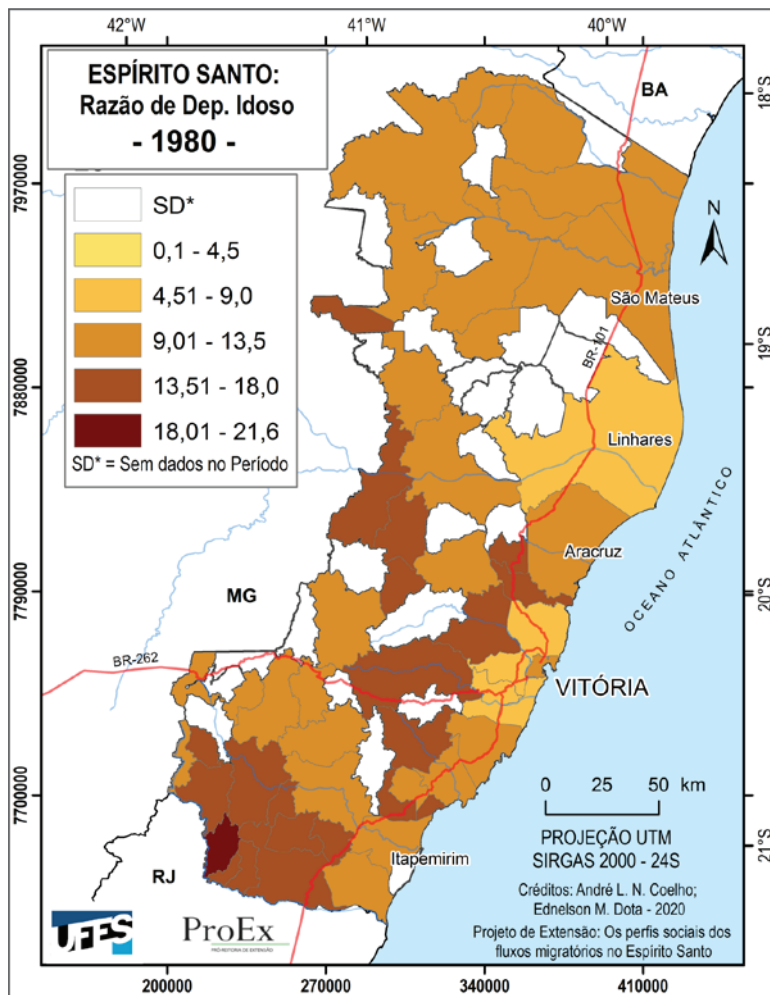 42°W
41°W
40°W
ESPÍRITO SANTO:
Razão de Dep. Idoso
- 1980 -
SD*
0,1 - 4,5
4,51 - 9,0
9,01 - 13,5
13,51 - 18,0
18,01 - 21,6
SD* = Sem dados no Período
7970000
7880000
7790000
7700000
BA
18°S
N
São Mateus
BR-101
19°S
Linhares
OCEANO ATLÂNTICO
Aracruz
MG
20°S
BR-262
VITÓRIA
0 25 50 km
PROJEÇÃO UTM
SIRGAS 2000 - 24S
21°S
Itapemirim
RJ
Créditos: André L. N. Coelho;
Ednelson M. Dota - 2020
Projeto de Extensão: Os perfis sociais dos
fluxos migratórios no Espírito Santo
UFES
ProEx
PRÓ-REITORIA DE EXTENSÃO
200000
270000
340000
410000